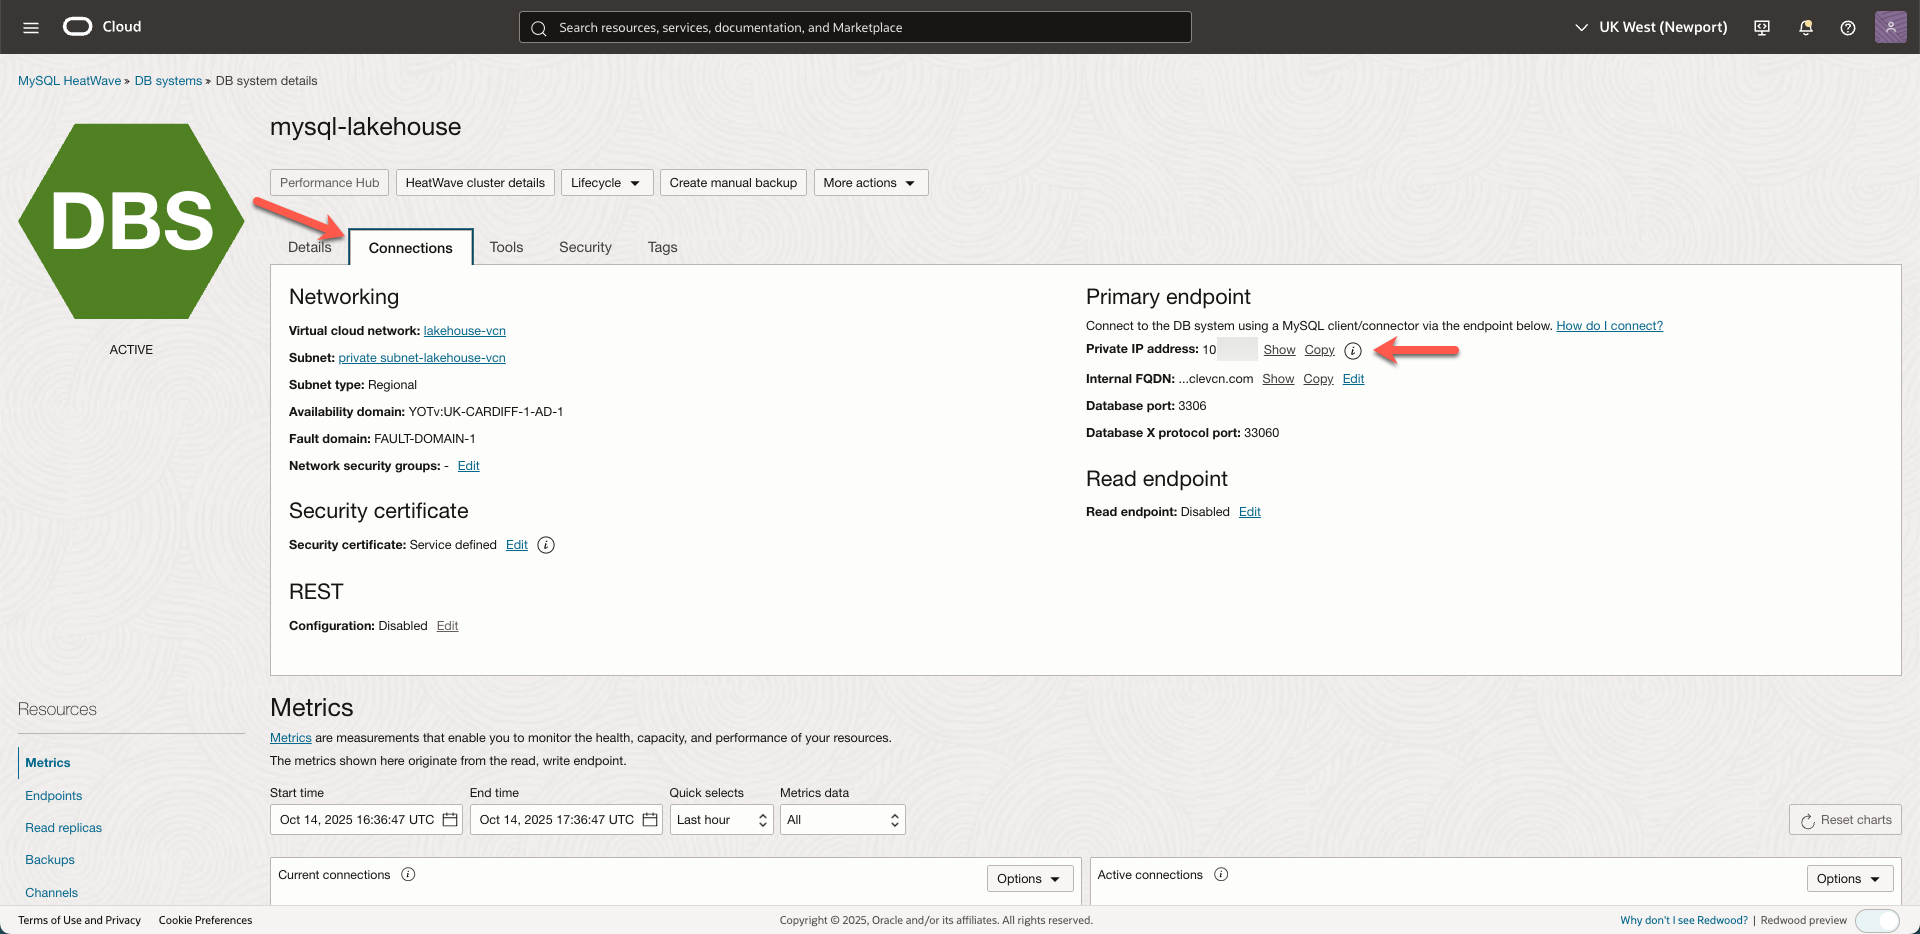 Cloud
Search resources, services, documentation, and Marketplace
UK West (Newport)
MySQL HeatWave » DB systems » DB system details
DBS
ACTIVE
mysql-lakehouse
Performance Hub
HeatWave cluster details
Lifecycle
Create manual backup
More actions
Details
Connections
Tools
Security
Tags
Networking
Virtual cloud network: lakehouse-vcn
Subnet: private subnet-lakehouse-vcn
Subnet type: Regional
Availability domain: YOTv:UK-CARDIFF-1-AD-1
Fault domain: FAULT-DOMAIN-1
Network security groups: - Edit
Security certificate
Security certificate: Service defined Edit
REST
Configuration: Disabled Edit
Primary endpoint
Connect to the DB system using a MySQL client/connector via the endpoint below. How do I connect?
Private IP address: 10 Show Copy
Internal FQDN: ...clevcn.com Show Copy Edit
Database port: 3306
Database X protocol port: 33060
Read endpoint
Read endpoint: Disabled Edit
Resources
Metrics
Endpoints
Read replicas
Backups
Channels
Metrics
Metrics are measurements that enable you to monitor the health, capacity, and performance of your resources.
The metrics shown here originate from the read, write endpoint.
Start time
Oct 14, 2025 16:36:47 UTC
End time
Oct 14, 2025 17:36:47 UTC
Quick selects
Last hour
Metrics data
All
Reset charts
Current connections
Options
Active connections
Options
Terms of Use and Privacy
Cookie Preferences
Copyright © 2025, Oracle and/or its affiliates. All rights reserved.
Why don't I see Redwood? | Redwood preview